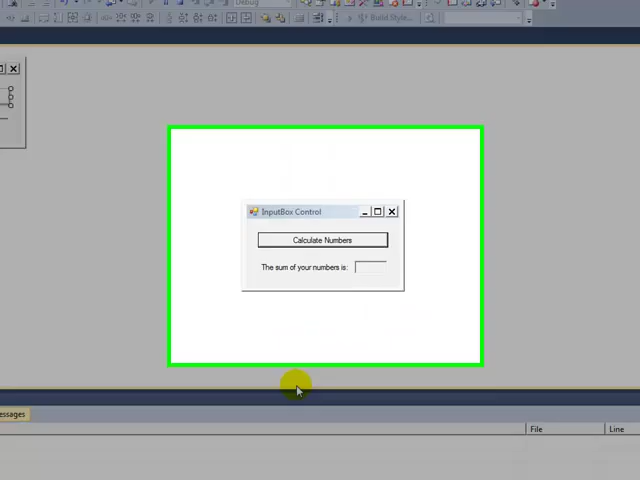 Debug
Build Style...
InputBox Control
Calculate Numbers
The sum of your numbers is:
essages
File
Line